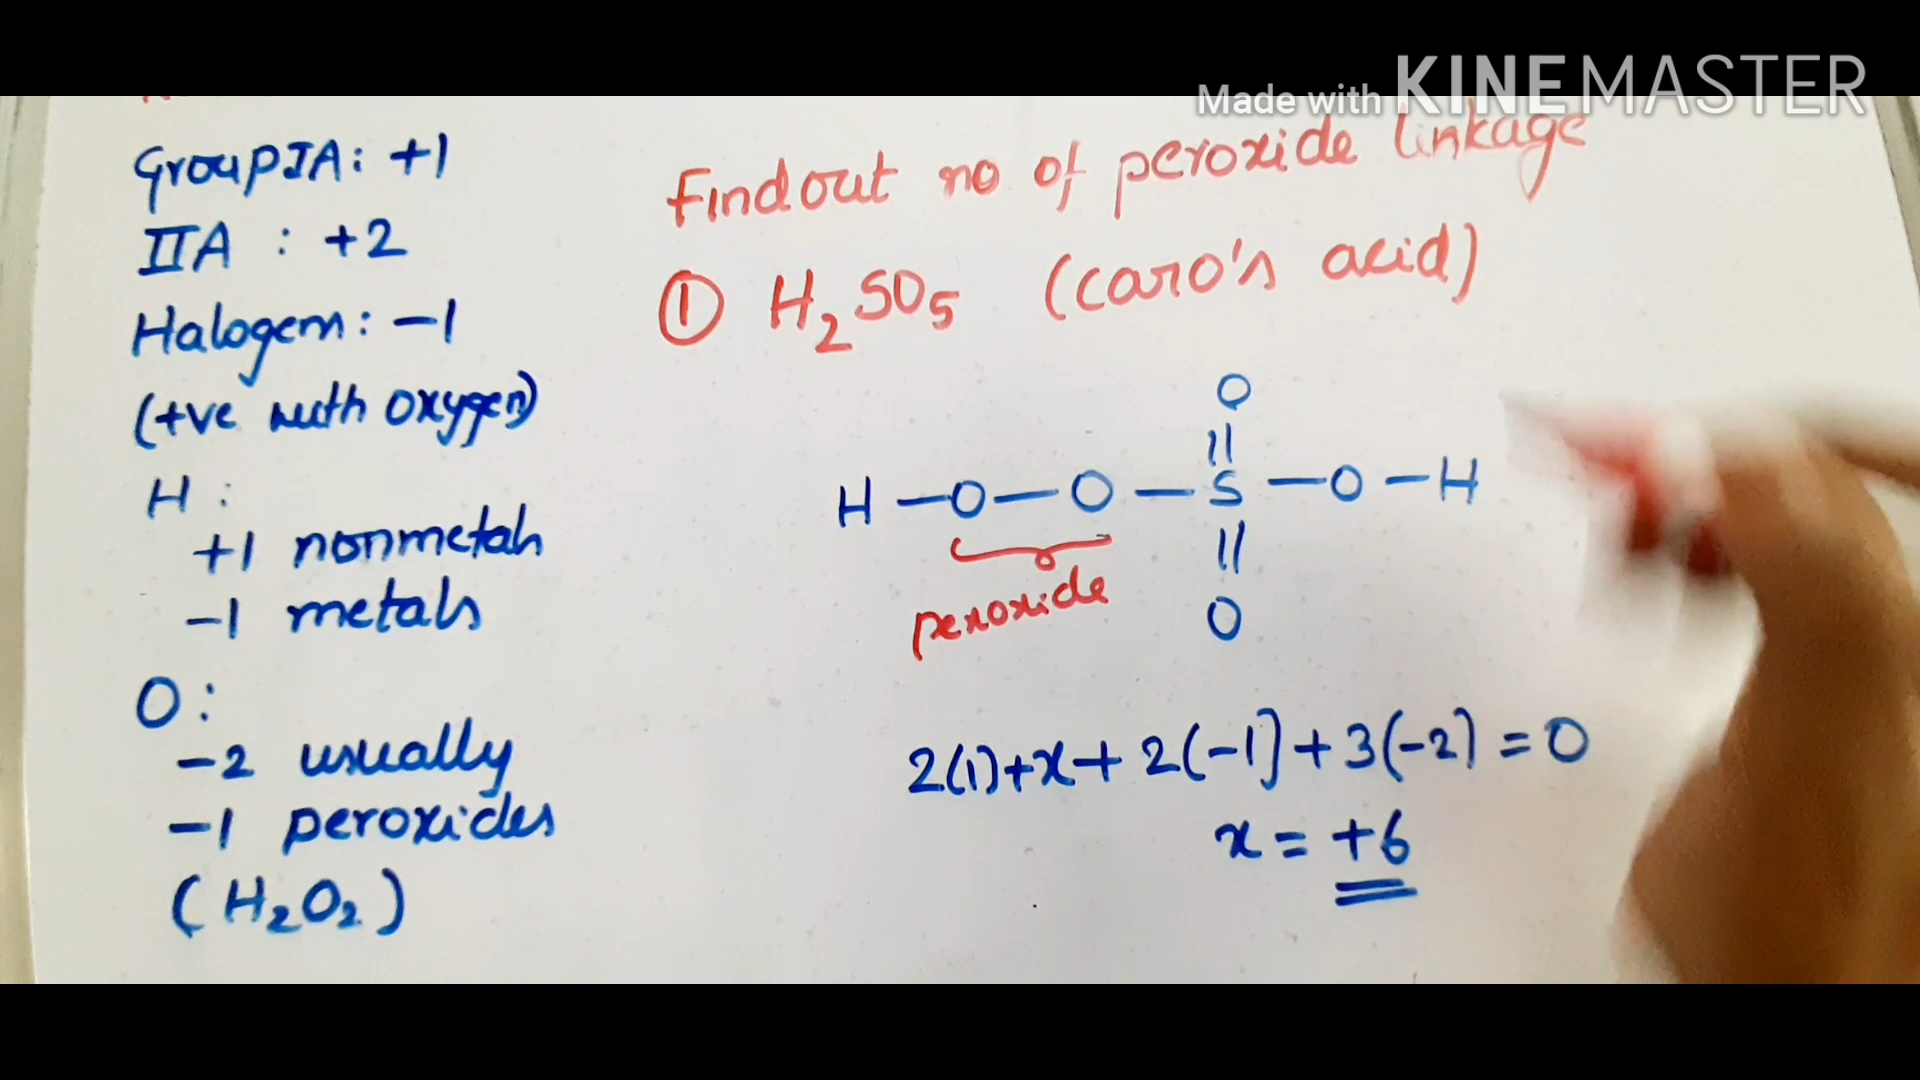 Made with KINEMASTER
Group IA: +1
IIA : +2
Halogen: -1
(+ve with oxygen)
H :
+1 nonmetals
-1 metals
O :
-2 usually
-1 peroxides
(H₂O₂)
Findout no of peroxide linkage
① H₂SO₅ (caro's acid)
O
||
H - O - O - S - O - H
||
O
peroxide
2(1)+x+2(-1)+3(-2)=0
x = +6